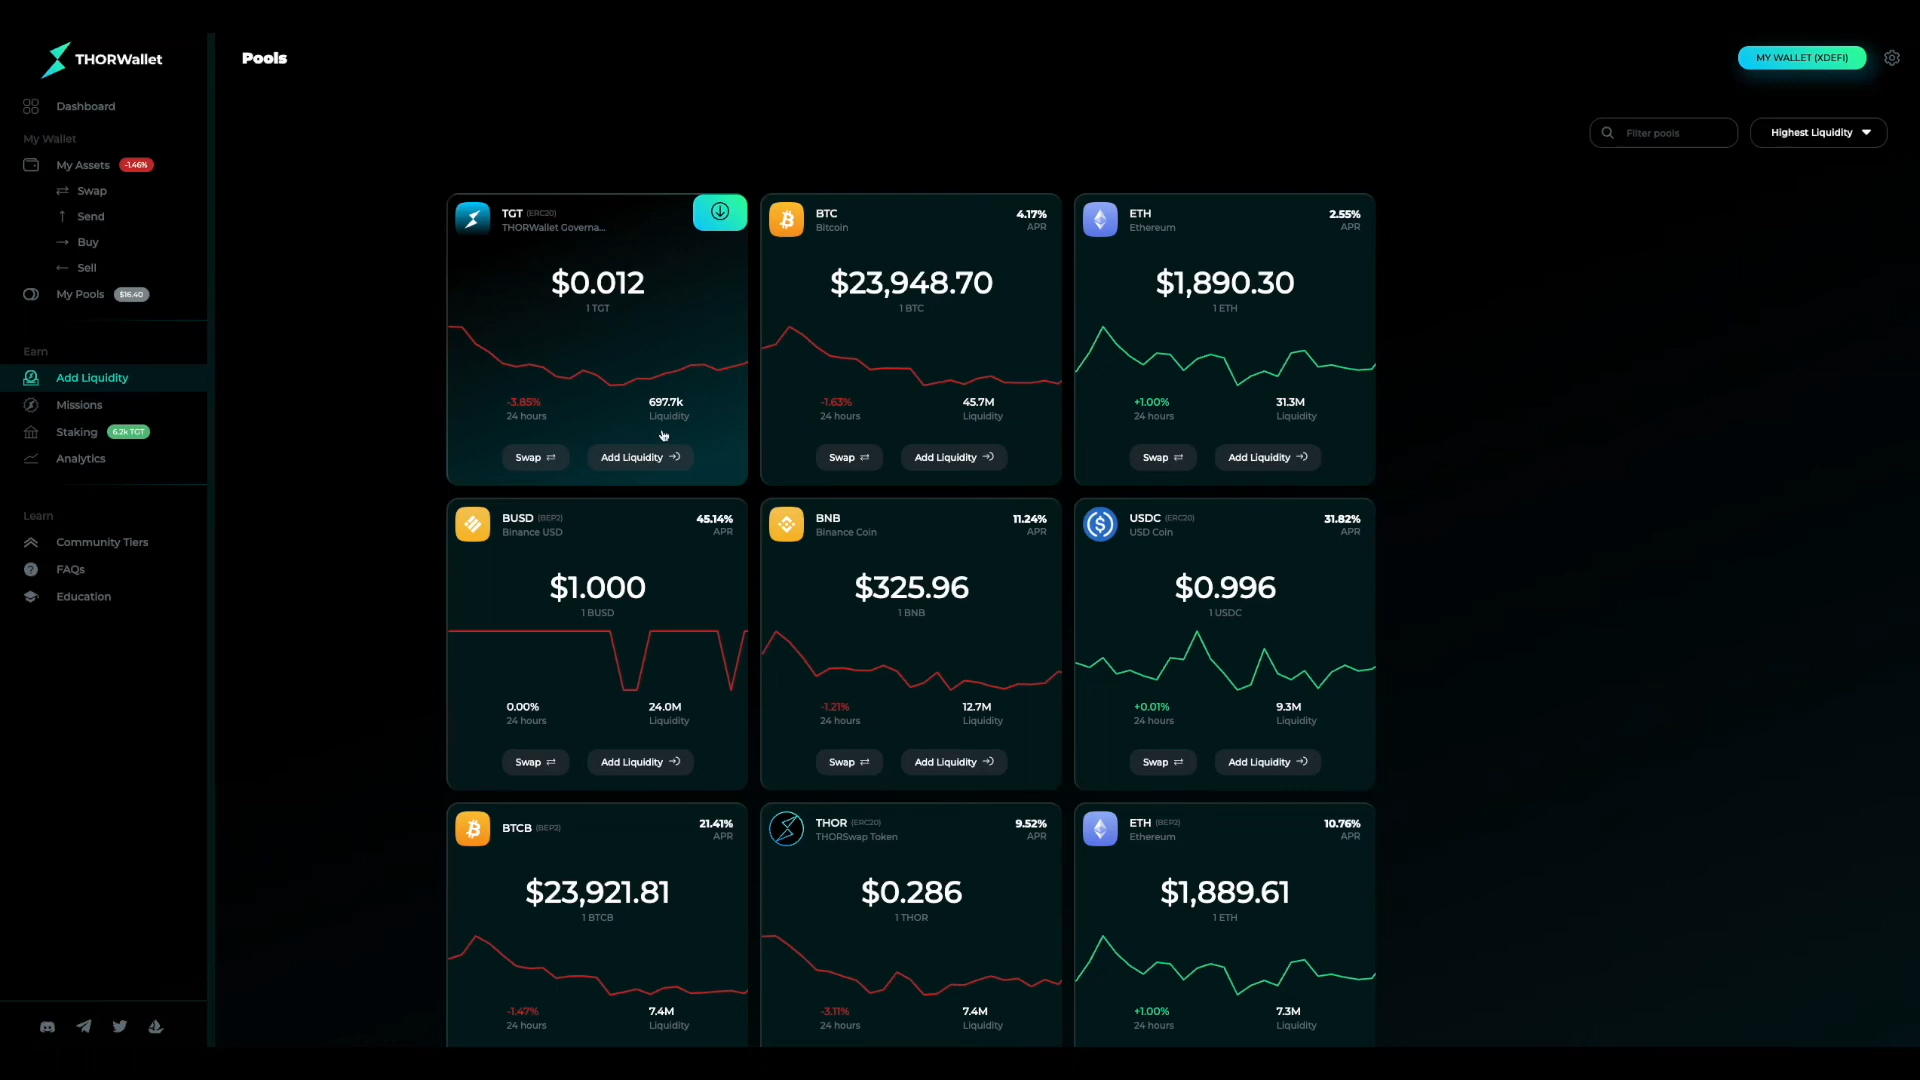 THORWallet
Dashboard
My Wallet
My Assets -1.46%
Swap
Send
Buy
Sell
My Pools $16.40
Earn
Add Liquidity
Missions
Staking 6.2k TGT
Analytics
Learn
Community Tiers
FAQs
Education
Pools
MY WALLET (XDEFI)
Filter pools
Highest Liquidity
TGT (ERC20)
THORWallet Governa...
$0.012
1 TGT
-3.85%
24 hours
697.7k
Liquidity
Swap
Add Liquidity
BTC
Bitcoin
4.17%
APR
$23,948.70
1 BTC
-1.63%
24 hours
45.7M
Liquidity
Swap
Add Liquidity
ETH
Ethereum
2.55%
APR
$1,890.30
1 ETH
+1.00%
24 hours
31.3M
Liquidity
Swap
Add Liquidity
BUSD (BEP2)
Binance USD
45.14%
APR
$1.000
1 BUSD
0.00%
24 hours
24.0M
Liquidity
Swap
Add Liquidity
BNB
Binance Coin
11.24%
APR
$325.96
1 BNB
-1.21%
24 hours
12.7M
Liquidity
Swap
Add Liquidity
USDC (ERC20)
USD Coin
31.82%
APR
$0.996
1 USDC
+0.01%
24 hours
9.3M
Liquidity
Swap
Add Liquidity
BTCB (BEP2)
21.41%
APR
$23,921.81
1 BTCB
-1.47%
24 hours
7.4M
Liquidity
THOR (ERC20)
THORSwap Token
9.52%
APR
$0.286
1 THOR
-3.11%
24 hours
7.4M
Liquidity
ETH (BEP2)
Ethereum
10.76%
APR
$1,889.61
1 ETH
+1.00%
24 hours
7.3M
Liquidity